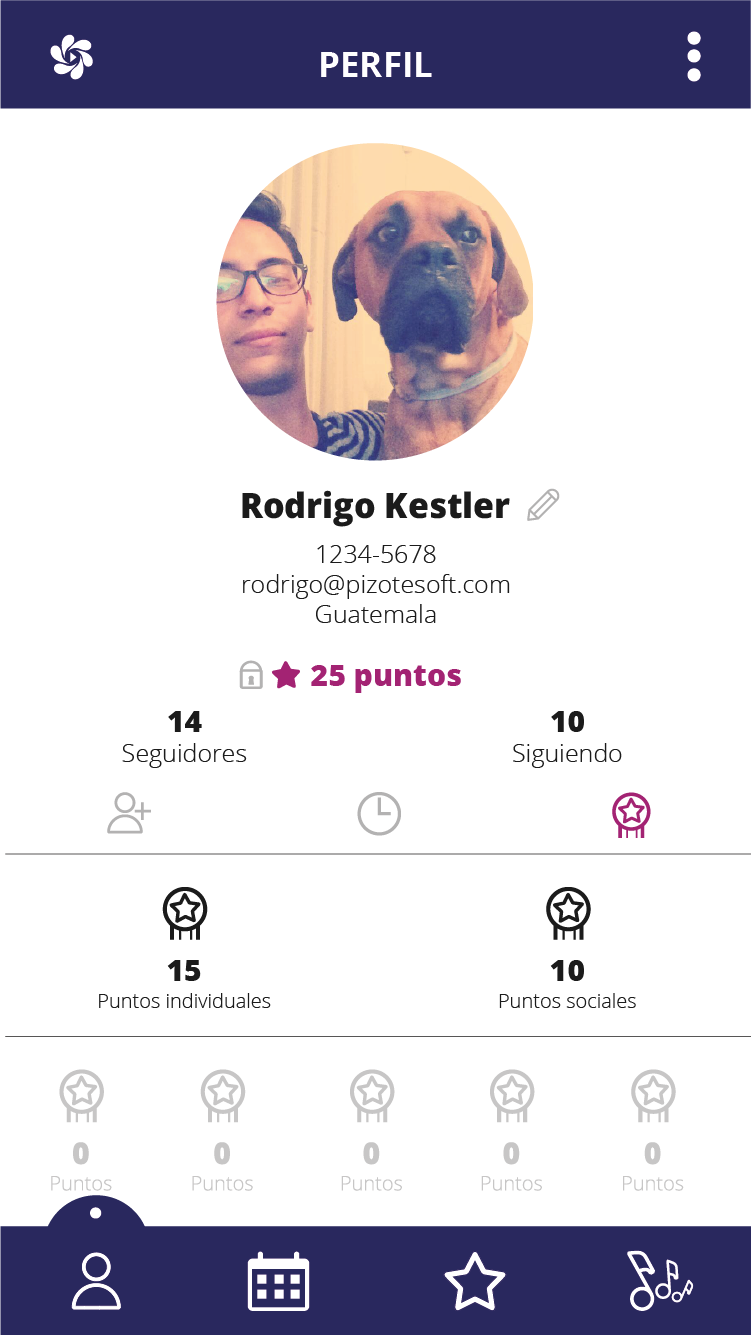 PERFIL
Rodrigo Kestler
1234-5678
rodrigo@pizotesoft.com
Guatemala
25 puntos
14
Seguidores
10
Siguiendo
15
Puntos individuales
10
Puntos sociales
0
Puntos
0
Puntos
0
Puntos
0
Puntos
0
Puntos